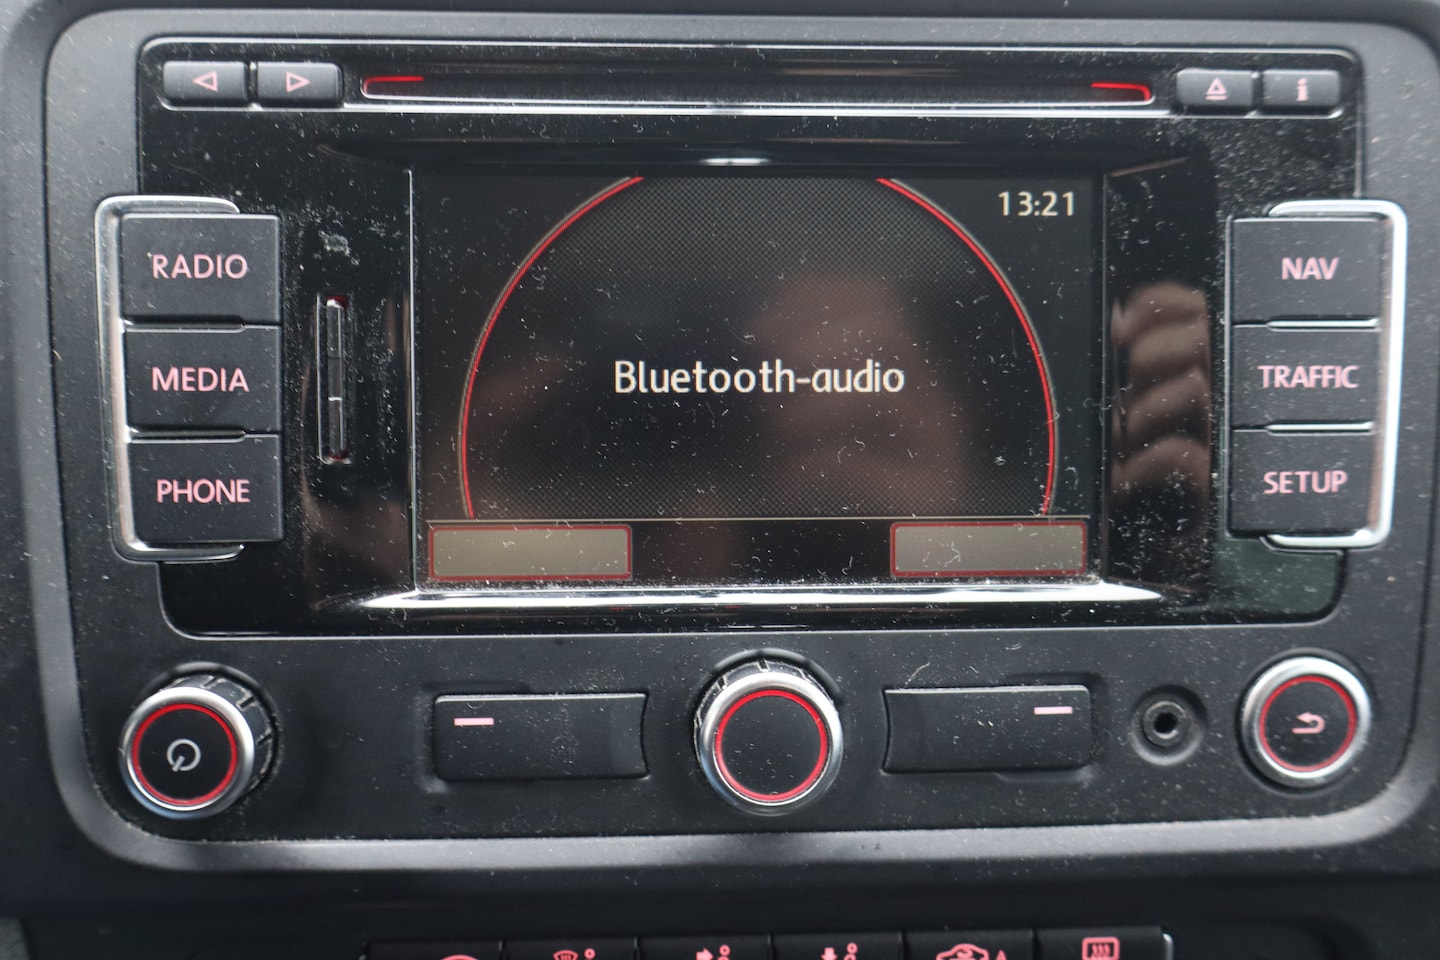 13:21
RADIO
NAV
MEDIA
Bluetooth-audio
TRAFFIC
PHONE
SETUP